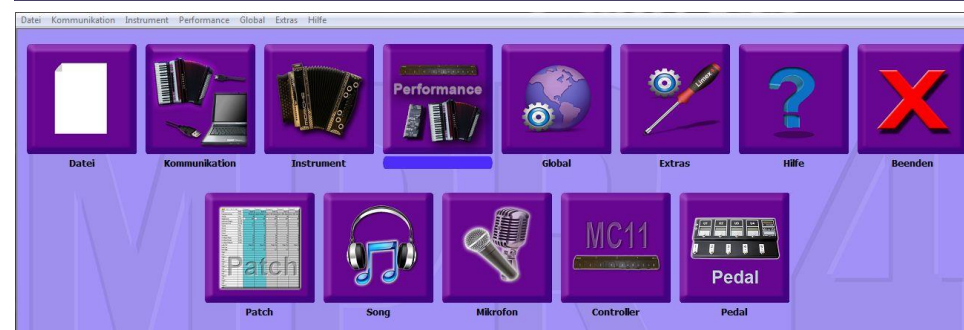 Datei Kommunikation Instrument Performance Global Extras Hilfe
Performance
Limex
Datei Kommunikation Instrument Global Extras Hilfe Beenden
Patch
MC11
Pedal
Patch Song Mikrofon Controller Pedal